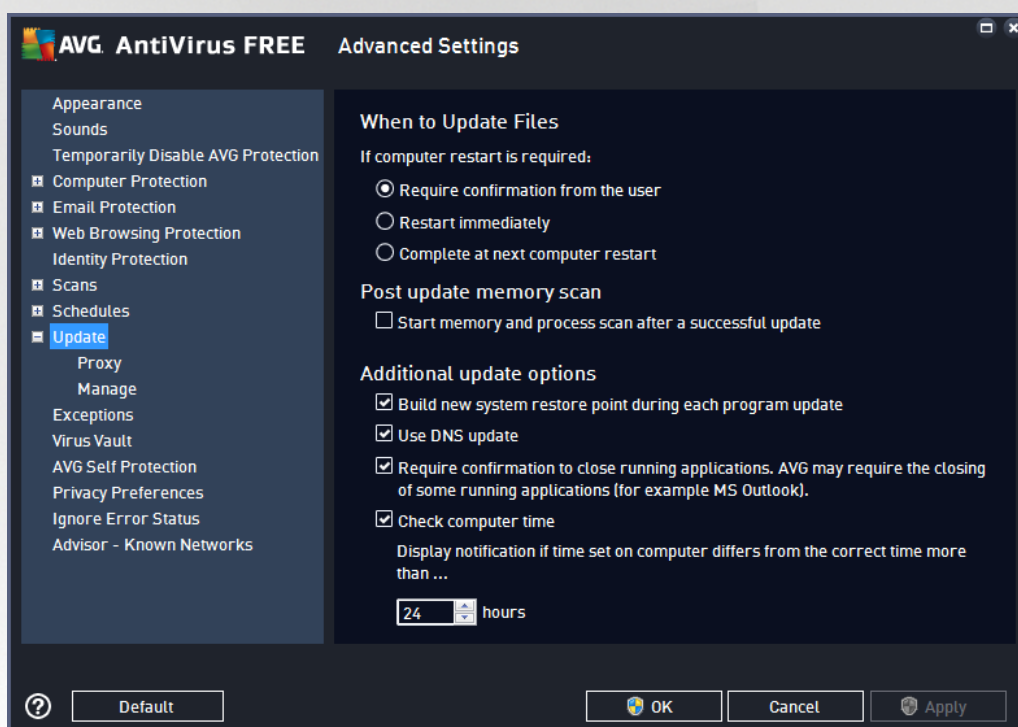 AVG. AntiVirus FREE Advanced Settings
Appearance
Sounds
Temporarily Disable AVG Protection
Computer Protection
Email Protection
Web Browsing Protection
Identity Protection
Scans
Schedules
Update
Proxy
Manage
Exceptions
Virus Vault
AVG Self Protection
Privacy Preferences
Ignore Error Status
Advisor - Known Networks
When to Update Files
If computer restart is required:
Require confirmation from the user
Restart immediately
Complete at next computer restart
Post update memory scan
Start memory and process scan after a successful update
Additional update options
Build new system restore point during each program update
Use DNS update
Require confirmation to close running applications. AVG may require the closing
of some running applications (for example MS Outlook).
Check computer time
Display notification if time set on computer differs from the correct time more
than ...
24 hours
? Default OK Cancel Apply